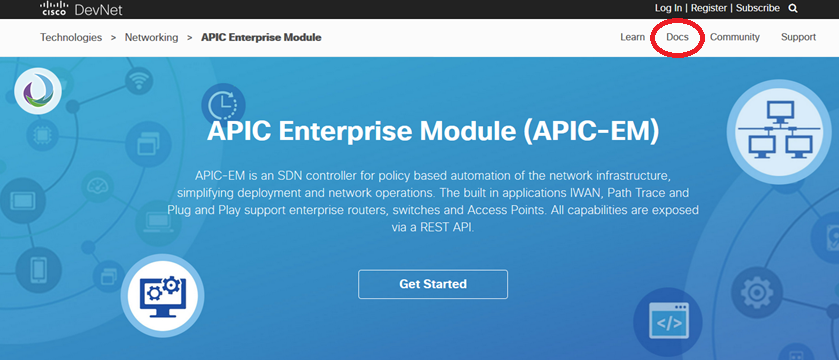 CISCO DevNet
Log In | Register | Subscribe
Technologies > Networking > APIC Enterprise Module
Learn Docs Community Support
APIC Enterprise Module (APIC-EM)
APIC-EM is an SDN controller for policy based automation of the network infrastructure,
simplifying deployment and network operations. The built in applications IWAN, Path Trace and
Plug and Play support enterprise routers, switches and Access Points. All capabilities are exposed
via a REST API.
Get Started